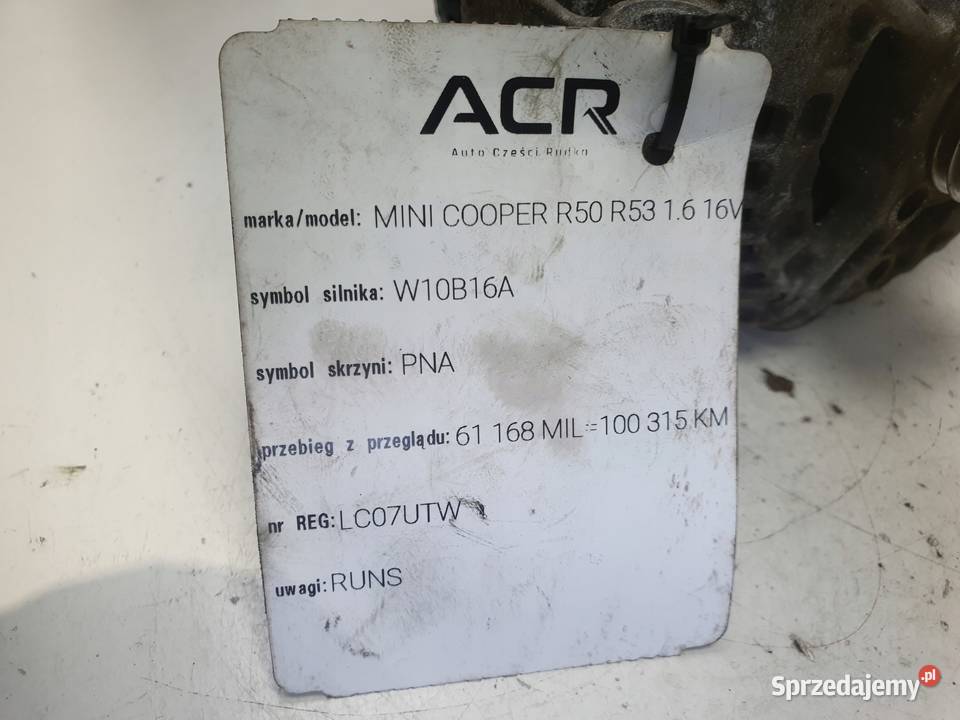 ACR
Auto Części Rudka
marka/model: MINI COOPER R50 R53 1.6 16V
symbol silnika: W10B16A
symbol skrzyni: PNA
przebieg z przeglądu: 61 168 MIL=100 315 KM
nr REG: LC07UTW
uwagi: RUNS
Sprzedajemy.pl